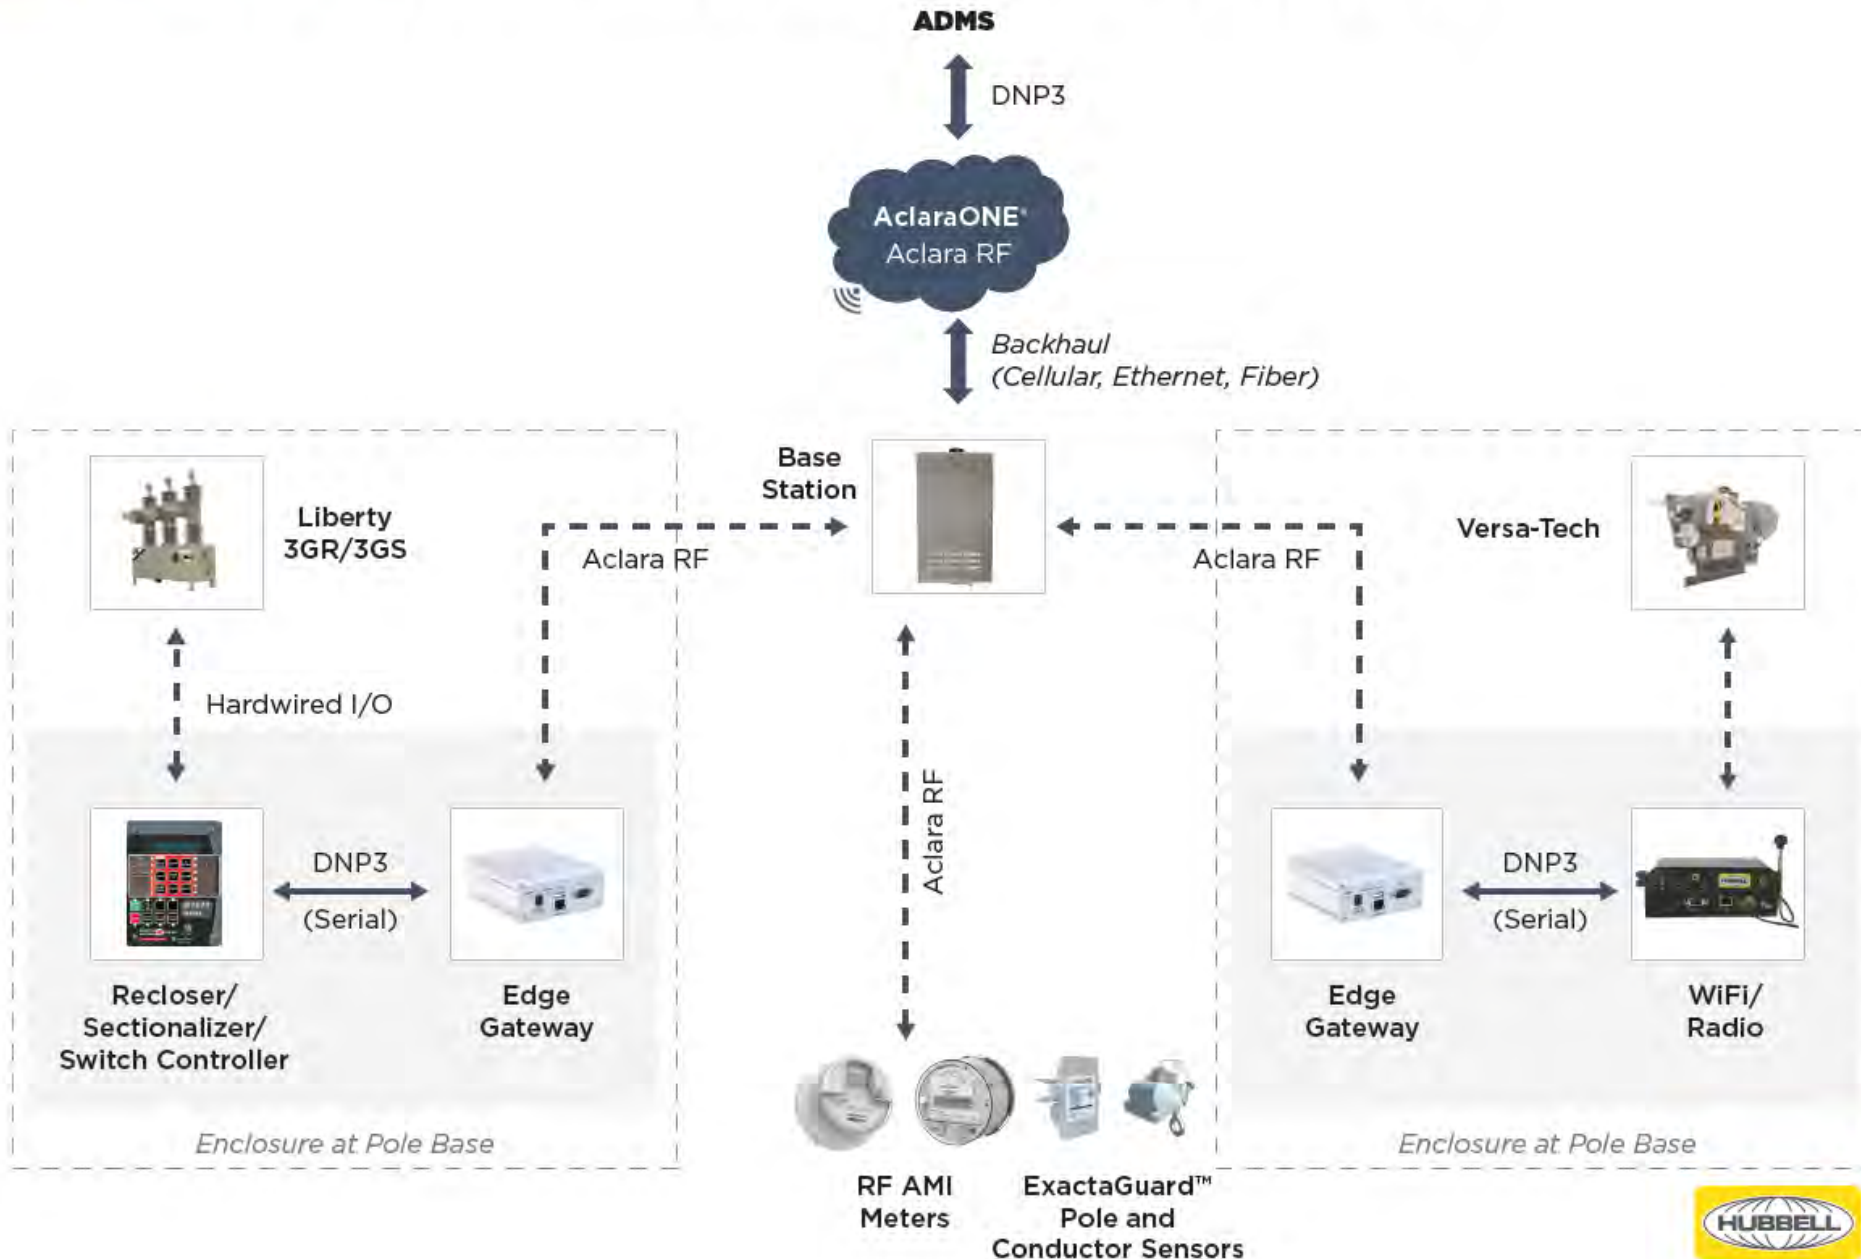 ADMS
DNP3
AclaraONE®
Aclara RF
Backhaul
(Cellular, Ethernet, Fiber)
Base
Station
Liberty
3GR/3GS
Aclara RF
Aclara RF
Versa-Tech
Hardwired I/O
Aclara RF
DNP3
(Serial)
DNP3
(Serial)
Recloser/
Sectionalizer/
Switch Controller
Edge
Gateway
Edge
Gateway
WiFi/
Radio
Enclosure at Pole Base
Enclosure at Pole Base
RF AMI
Meters
ExactaGuard™
Pole and
Conductor Sensors
HUBBELL
HUBBELL